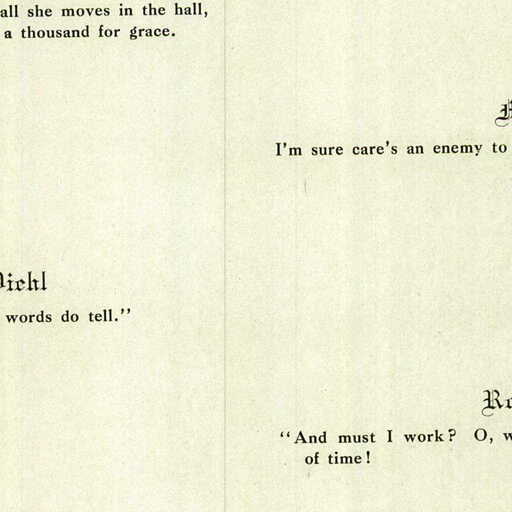 all she moves in the hall,
a thousand for grace.
Diehl
words do tell."
I'm sure care's an enemy to
"And must I work? O,
of time!